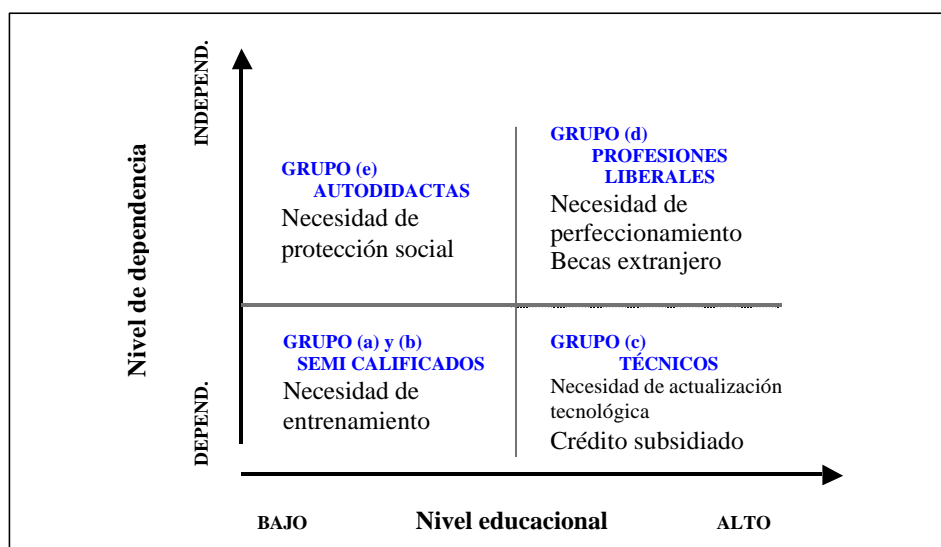 INDEPEND.
Nivel de dependencia
DEPEND.
GRUPO (e)
AUTODIDACTAS
Necesidad de
protección social
GRUPO (d)
PROFESIONES
LIBERALES
Necesidad de
perfeccionamiento
Becas extranjero
GRUPO (a) y (b)
SEMI CALIFICADOS
Necesidad de
entrenamiento
GRUPO (c)
TÉCNICOS
Necesidad de actualización
tecnológica
Crédito subsidiado
BAJO
Nivel educacional
ALTO